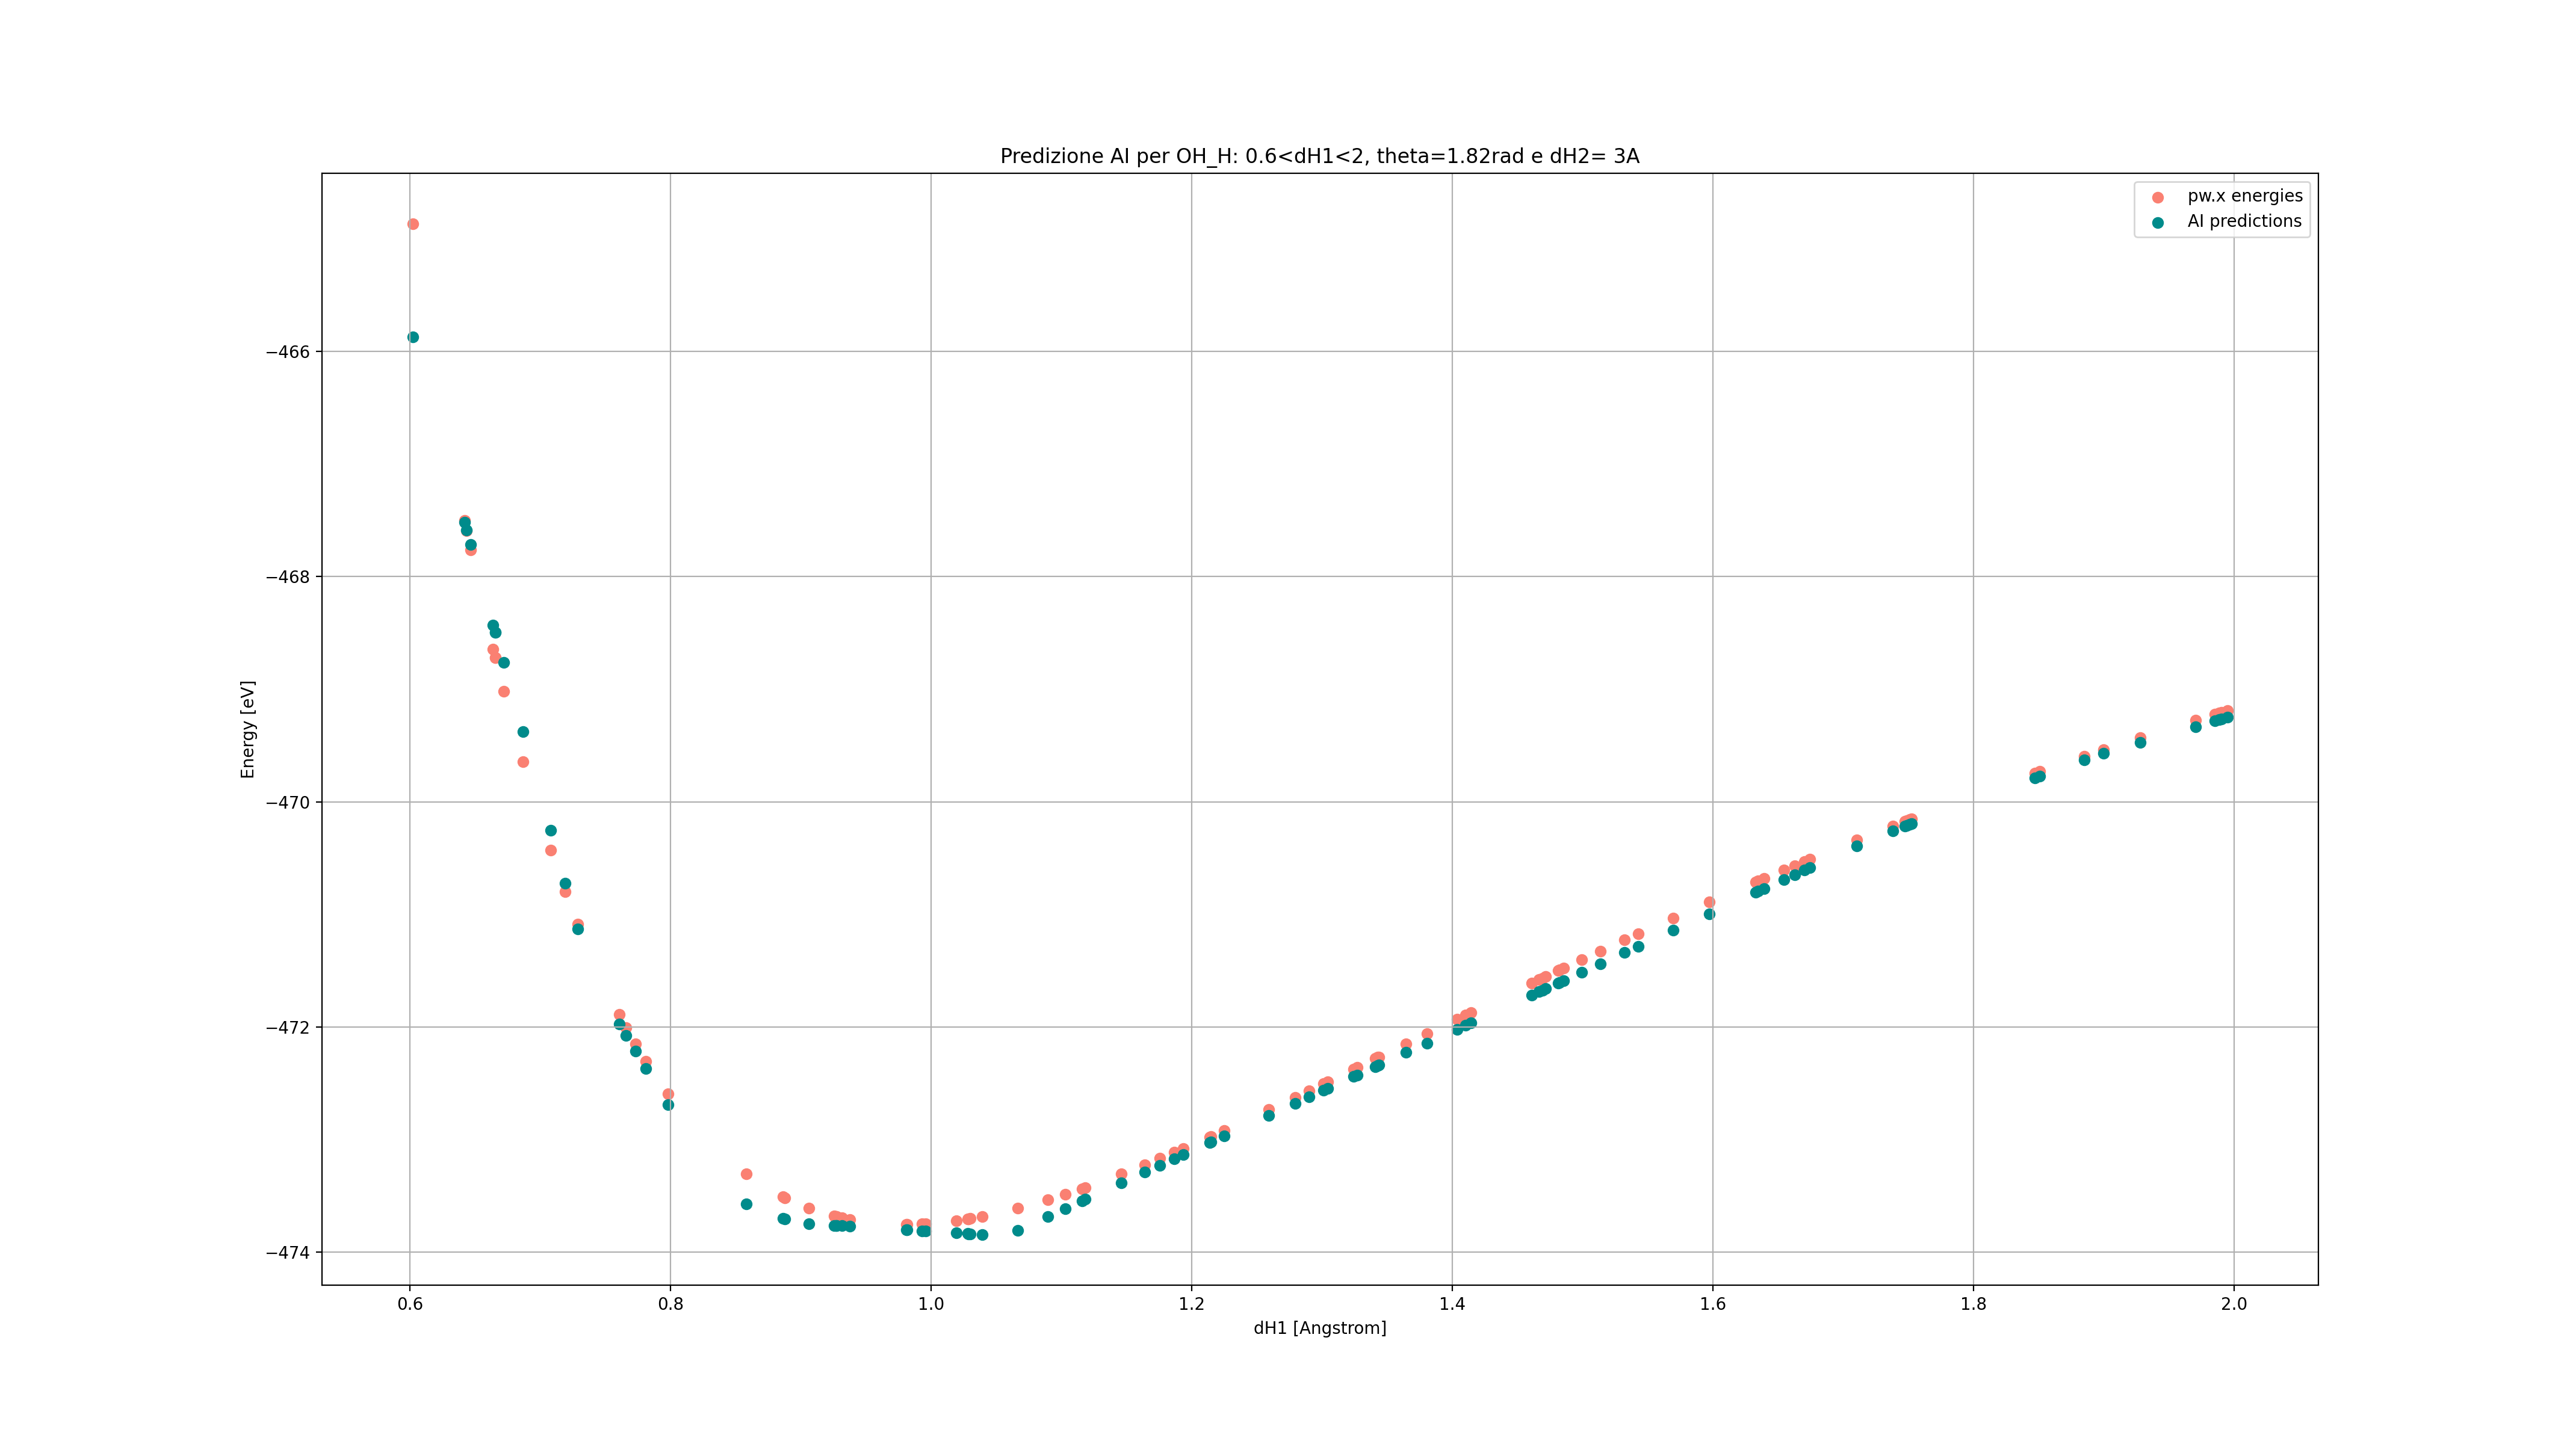 Predizione AI per OH_H: 0.6<dH1<2, theta=1.82rad e dH2= 3A
pw.x energies
AI predictions
−466
−468
−470
−472
−474
Energy [eV]
0.6 0.8 1.0 1.2 1.4 1.6 1.8 2.0
dH1 [Angstrom]